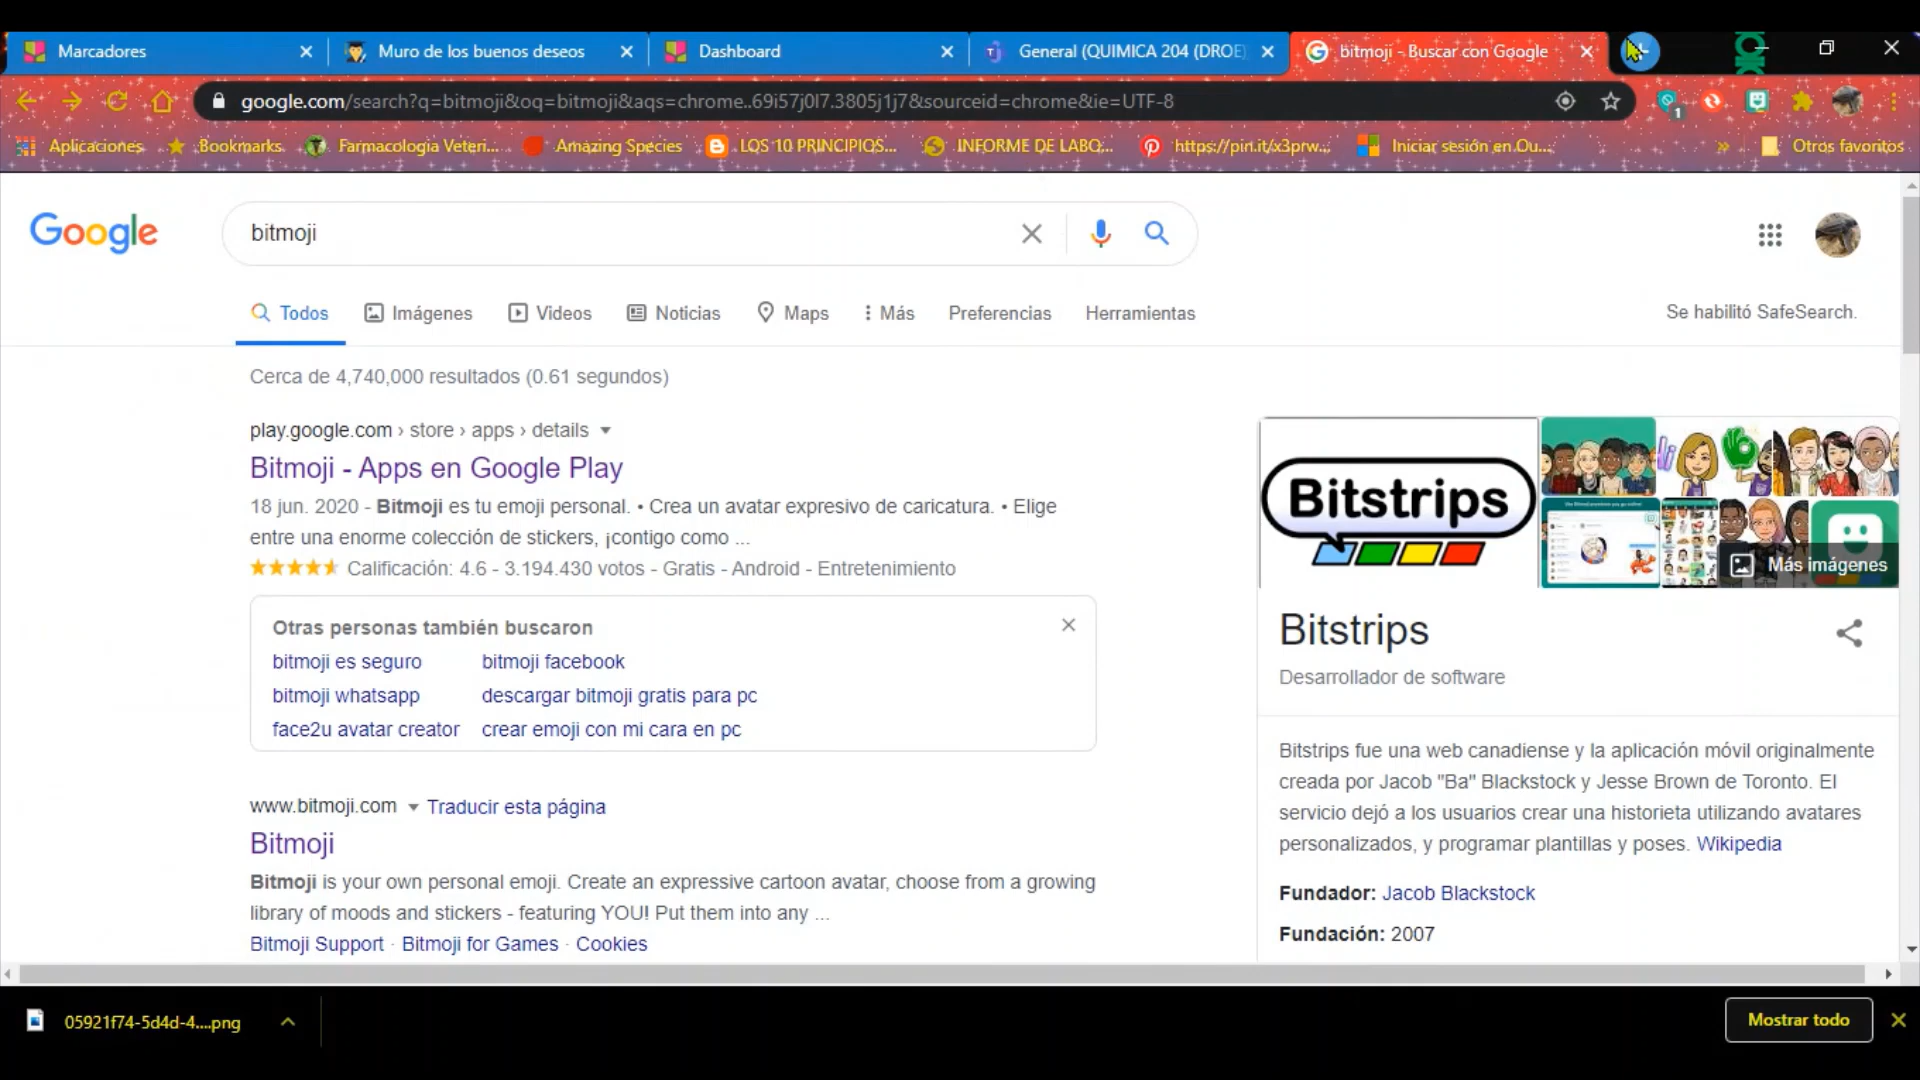 Marcadores
Muro de los buenos deseos
Dashboard
General (QUIMICA 204 (DROE)
bitmoji - Buscar con Google
google.com/search?q=bitmoji&oq=bitmoji&aqs=chrome..69i57j0l7.3805j1j7&sourceid=chrome&ie=UTF-8
1
Aplicaciones
Bookmarks
Farmacología Veteri...
Amazing Species
LOS 10 PRINCIPIOS...
INFORME DE LABO...
https://pin.it/x3prw...
Iniciar sesión en Ou...
Otros favoritos
Google
bitmoji
Todos
Imágenes
Videos
Noticias
Maps
Más
Preferencias
Herramientas
Se habilitó SafeSearch.
Cerca de 4,740,000 resultados (0.61 segundos)
play.google.com › store › apps › details
Bitmoji - Apps en Google Play
18 jun. 2020 - Bitmoji es tu emoji personal. • Crea un avatar expresivo de caricatura. • Elige
entre una enorme colección de stickers, ¡contigo como ...
Calificación: 4.6 - 3.194.430 votos - Gratis - Android - Entretenimiento
Otras personas también buscaron
bitmoji es seguro
bitmoji facebook
bitmoji whatsapp
descargar bitmoji gratis para pc
face2u avatar creator
crear emoji con mi cara en pc
www.bitmoji.com
Traducir esta página
Bitmoji
Bitmoji is your own personal emoji. Create an expressive cartoon avatar, choose from a growing
library of moods and stickers - featuring YOU! Put them into any ...
Bitmoji Support · Bitmoji for Games · Cookies
Bitstrips
Más imágenes
Bitstrips
Desarrollador de software
Bitstrips fue una web canadiense y la aplicación móvil originalmente
creada por Jacob "Ba" Blackstock y Jesse Brown de Toronto. El
servicio dejó a los usuarios crear una historieta utilizando avatares
personalizados, y programar plantillas y poses. Wikipedia
Fundador: Jacob Blackstock
Fundación: 2007
05921f74-5d4d-4....png
Mostrar todo